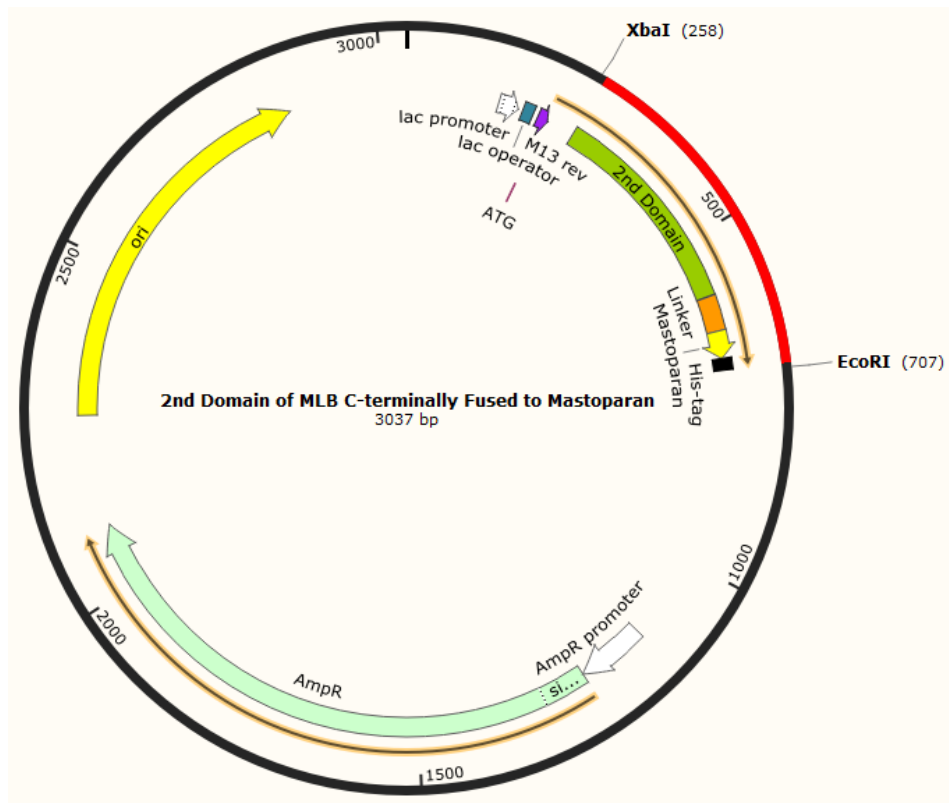 XbaI (258)
3000
lac promoter
lac operator
M13 rev
ATG
2nd Domain
500
ori
2500
Linker
Mastoparan
His-tag
EcoRI (707)
2nd Domain of MLB C-terminally Fused to Mastoparan
3037 bp
1000
AmpR promoter
si...
AmpR
2000
1500